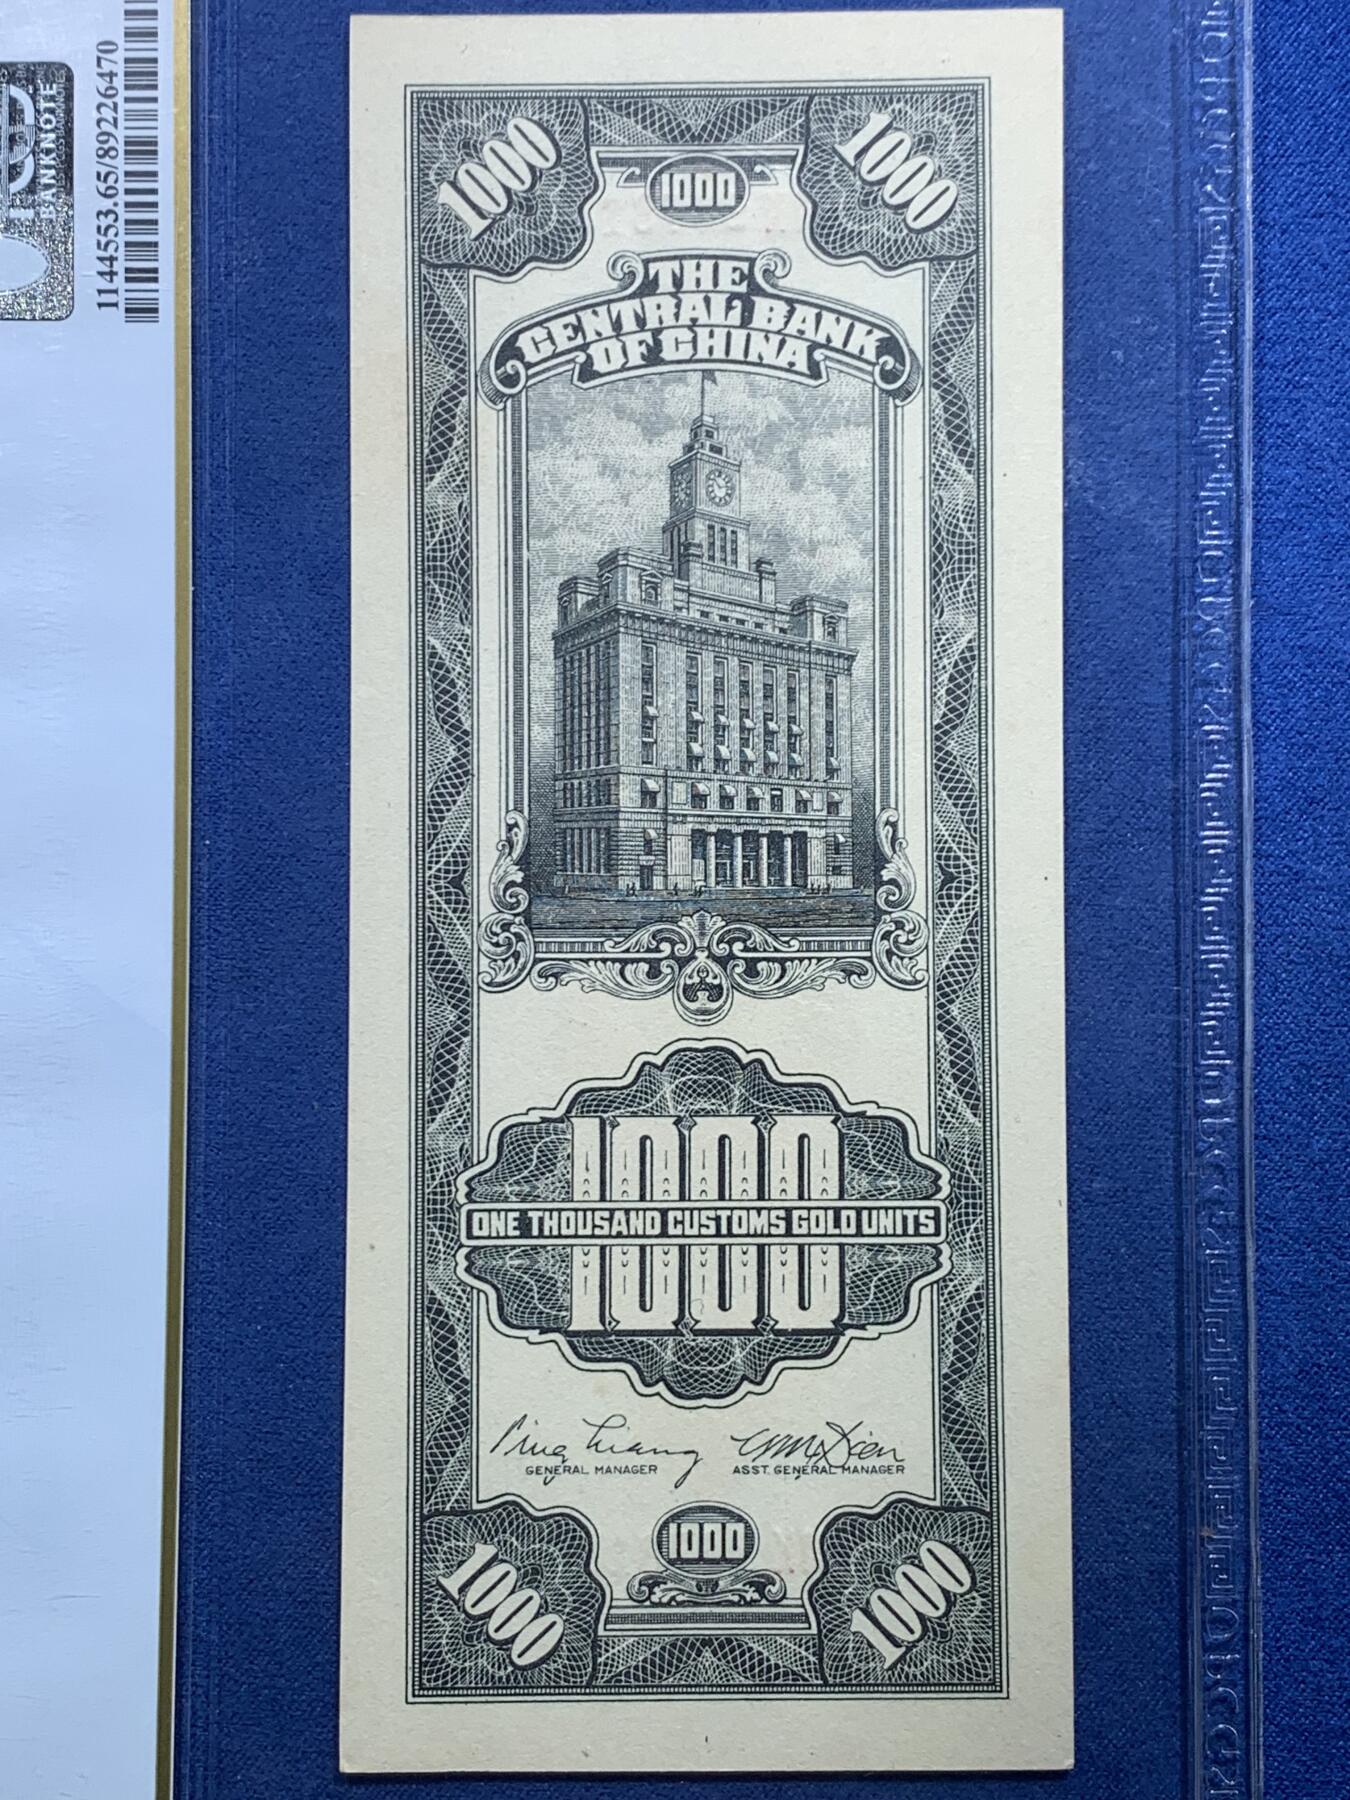 1144553.65/89226470
BANKNOTE
1000
1000
1000
THE
CENTRAL BANK
OF CHINA
1000
ONE THOUSAND CUSTOMS GOLD UNITS
GENERAL MANAGER
ASST. GENERAL MANAGER
1000
1000
1000